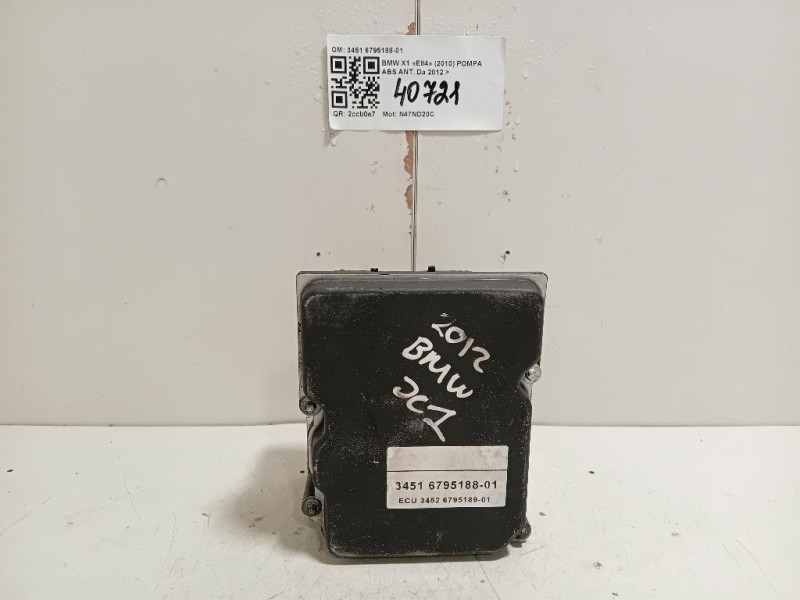 OM: 3451 6795188-01
BMW X1 «E84» (2010) POMPA
ABS ANT. Da 2012 >
40721
QR: 2ccb0e7 Mot: N47ND20C
2012
BMW
3451 6795188-01
ECU 3452 6795189-01